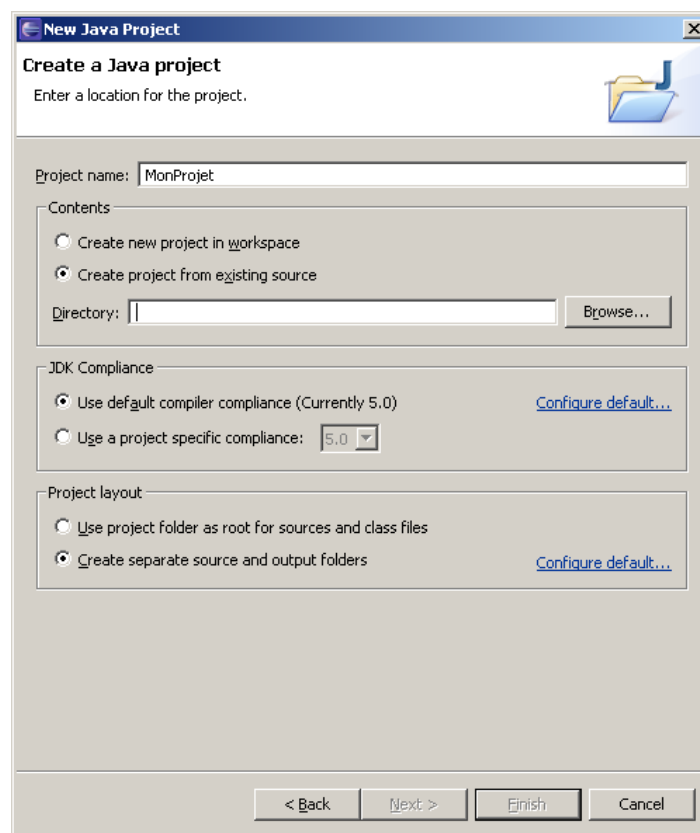 New Java Project
Create a Java project
Enter a location for the project.
Project name: MonProjet
Contents
Create new project in workspace
Create project from existing source
Directory: Browse...
JDK Compliance
Use default compiler compliance (Currently 5.0) Configure default...
Use a project specific compliance: 5.0
Project layout
Use project folder as root for sources and class files
Create separate source and output folders Configure default...
< Back Next > Finish Cancel